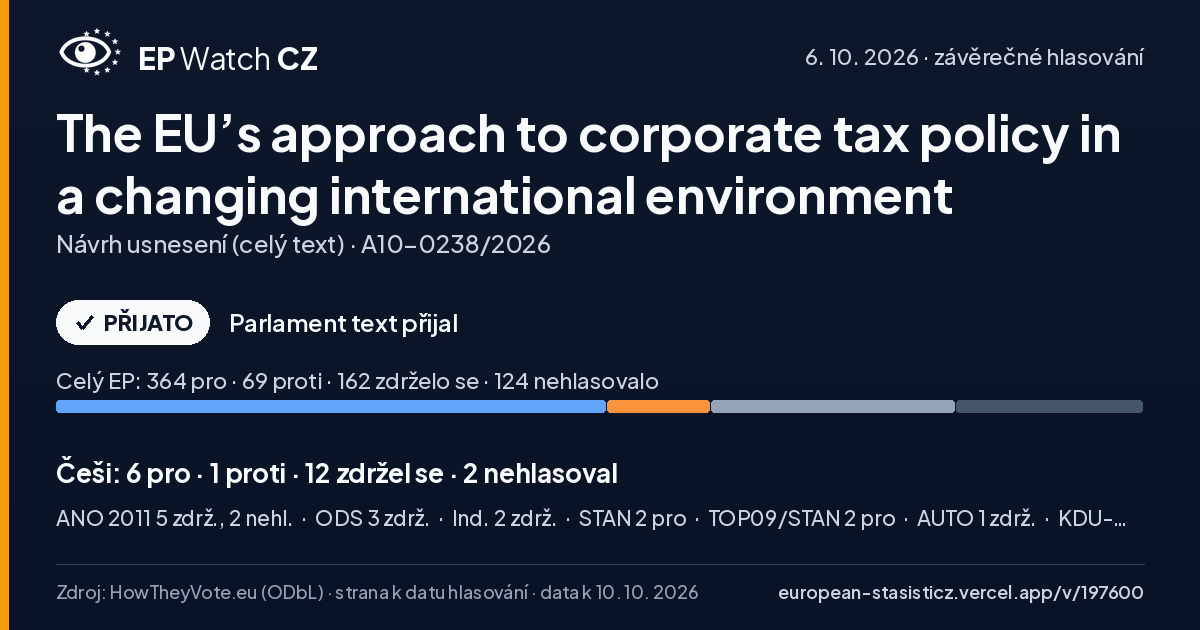 EP Watch CZ
6. 10. 2026 · závěrečné hlasování
The EU’s approach to corporate tax policy in
a changing international environment
Návrh usnesení (celý text) · A10–0238/2026
✓ PŘIJATO
Parlament text přijal
Celý EP: 364 pro · 69 proti · 162 zdrželo se · 124 nehlasovalo
Češi: 6 pro · 1 proti · 12 zdržel se · 2 nehlasoval
ANO 2011 5 zdrž., 2 nehl. · ODS 3 zdrž. · Ind. 2 zdrž. · STAN 2 pro · TOP09/STAN 2 pro · AUTO 1 zdrž. · KDU-…
Zdroj: HowTheyVote.eu (ODbL) · strana k datu hlasování · data k 10. 10. 2026
european-stasisticz.vercel.app/v/197600